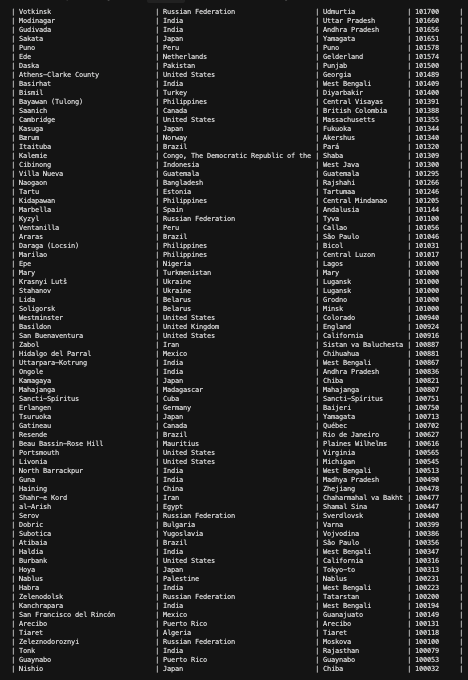 | Votkinsk | Russian Federation | Udmurtia | 101700 |
| Modinagar | India | Uttar Pradesh | 101660 |
| Gudivada | India | Andhra Pradesh | 101656 |
| Sakata | Japan | Yamagata | 101651 |
| Puno | Peru | Puno | 101578 |
| Ede | Netherlands | Gelderland | 101574 |
| Daska | Pakistan | Punjab | 101500 |
| Athens-Clarke County | United States | Georgia | 101489 |
| Basirhat | India | West Bengali | 101409 |
| Bismil | Turkey | Diyarbakir | 101400 |
| Bayawan (Tulong) | Philippines | Central Visayas | 101391 |
| Saanich | Canada | British Colombia | 101388 |
| Cambridge | United States | Massachusetts | 101355 |
| Kasuga | Japan | Fukuoka | 101344 |
| Bærum | Norway | Akershus | 101340 |
| Itaituba | Brazil | Pará | 101320 |
| Kalemie | Congo, The Democratic Republic of the | Shaba | 101309 |
| Cibinong | Indonesia | West Java | 101300 |
| Villa Nueva | Guatemala | Guatemala | 101295 |
| Naogaon | Bangladesh | Rajshahi | 101266 |
| Tartu | Estonia | Tartumaa | 101246 |
| Kidapawan | Philippines | Central Mindanao | 101205 |
| Marbella | Spain | Andalusia | 101144 |
| Kyzyl | Russian Federation | Tyva | 101100 |
| Ventanilla | Peru | Callao | 101056 |
| Araras | Brazil | São Paulo | 101046 |
| Daraga (Locsin) | Philippines | Bicol | 101031 |
| Marilao | Philippines | Central Luzon | 101017 |
| Epe | Nigeria | Lagos | 101000 |
| Mary | Turkmenistan | Mary | 101000 |
| Krasnyi Lutš | Ukraine | Lugansk | 101000 |
| Stahanov | Ukraine | Lugansk | 101000 |
| Lida | Belarus | Grodno | 101000 |
| Soligorsk | Belarus | Minsk | 101000 |
| Westminster | United States | Colorado | 100940 |
| Basildon | United Kingdom | England | 100924 |
| San Buenaventura | United States | California | 100916 |
| Zabol | Iran | Sistan va Baluchesta | 100887 |
| Hidalgo del Parral | Mexico | Chihuahua | 100881 |
| Uttarpara-Kotrung | India | West Bengali | 100867 |
| Ongole | India | Andhra Pradesh | 100836 |
| Kamagaya | Japan | Chiba | 100821 |
| Mahajanga | Madagascar | Mahajanga | 100807 |
| Sancti-Spíritus | Cuba | Sancti-Spíritus | 100751 |
| Erlangen | Germany | Baijeri | 100750 |
| Tsuruoka | Japan | Yamagata | 100713 |
| Gatineau | Canada | Québec | 100702 |
| Resende | Brazil | Rio de Janeiro | 100627 |
| Beau Bassin-Rose Hill | Mauritius | Plaines Wilhelms | 100616 |
| Portsmouth | United States | Virginia | 100565 |
| Livonia | United States | Michigan | 100545 |
| North Barrackpur | India | West Bengali | 100513 |
| Guna | India | Madhya Pradesh | 100490 |
| Haining | China | Zhejiang | 100478 |
| Shahr-e Kord | Iran | Chaharmahal va Bakht | 100477 |
| al-Arish | Egypt | Shamal Sina | 100447 |
| Serov | Russian Federation | Sverdlovsk | 100400 |
| Dobric | Bulgaria | Varna | 100399 |
| Subotica | Yugoslavia | Vojvodina | 100386 |
| Atibaia | Brazil | São Paulo | 100356 |
| Haldia | India | West Bengali | 100347 |
| Burbank | United States | California | 100316 |
| Hoya | Japan | Tokyo-to | 100313 |
| Nablus | Palestine | Nablus | 100231 |
| Habra | India | West Bengali | 100223 |
| Zelenodolsk | Russian Federation | Tatarstan | 100200 |
| Kanchrapara | India | West Bengali | 100194 |
| San Francisco del Rincón | Mexico | Guanajuato | 100149 |
| Arecibo | Puerto Rico | Arecibo | 100131 |
| Tiaret | Algeria | Tiaret | 100118 |
| Zeleznodoroznyi | Russian Federation | Moskova | 100100 |
| Tonk | India | Rajasthan | 100079 |
| Guaynabo | Puerto Rico | Guaynabo | 100053 |
| Nishio | Japan | Chiba | 100032 |